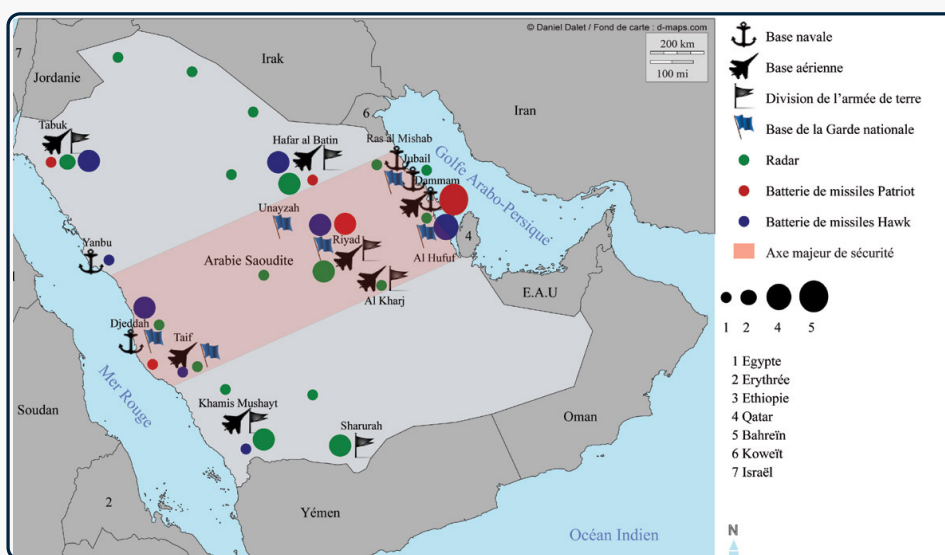 © Daniel Dalet / Fond de carte : d-maps.com
200 km
100 mi
7
Jordanie
Irak
Iran
6
Tabuk
Hafar al Batin
Ras al Mishab
Jubail
Dammam
Golfe Arabo-Persique
Unayzah
Riyad
4
Yanbu
Arabie Saoudite
Al Hufuf
Al Kharj
E.A.U
1
Djeddah
Taif
Mer Rouge
Khamis Mushayt
Sharurah
Soudan
Oman
2
Yémén
3
Océan Indien
Base navale
Base aérienne
Division de l'armée de terre
Base de la Garde nationale
Radar
Batterie de missiles Patriot
Batterie de missiles Hawk
Axe majeur de sécurité
1 2 4 5
1 Egypte
2 Erythrée
3 Ethiopie
4 Qatar
5 Bahreïn
6 Koweït
7 Israël
N